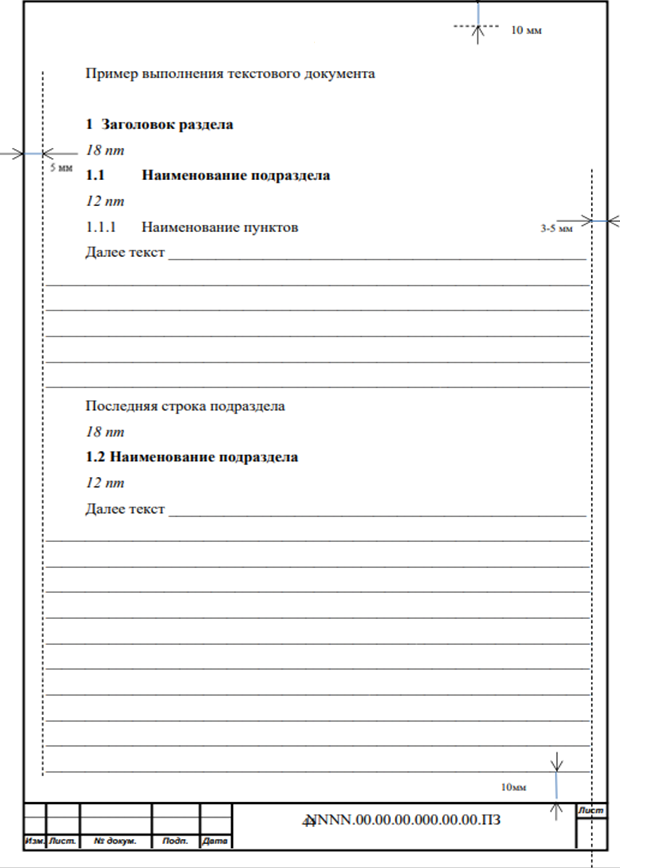 10 мм
Пример выполнения текстового документа
1 Заголовок раздела
18 пт
5 мм
1.1 Наименование подраздела
12 пт
1.1.1 Наименование пунктов
3-5 мм
Далее текст
Последняя строка подраздела
18 пт
1.2 Наименование подраздела
12 пт
Далее текст
10мм
Лист
44
NNNN.00.00.00.000.00.00.ПЗ
Изм. Лист. № докум. Подп. Дата